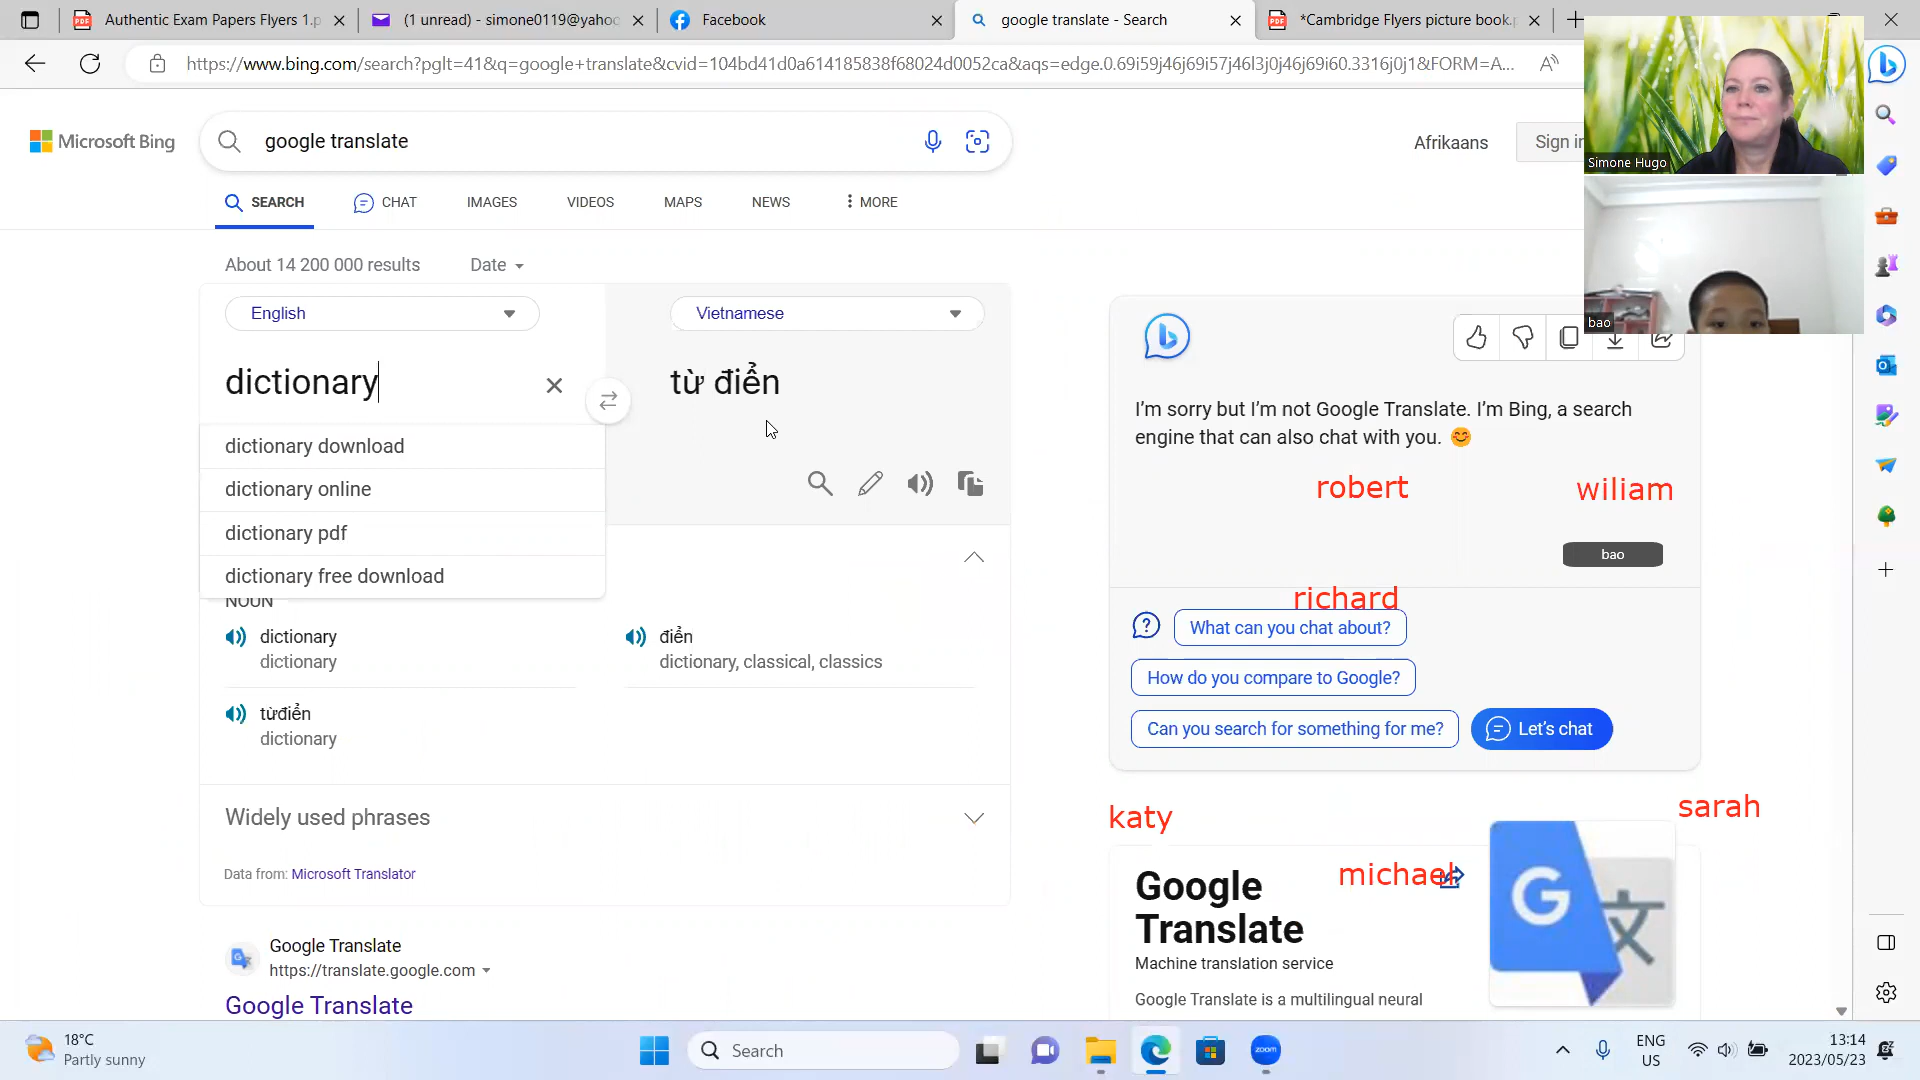 Authentic Exam Papers Flyers 1.p
(1 unread) - simone0119@yahoo
Facebook
google translate - Search
*Cambridge Flyers picture book.p
https://www.bing.com/search?pglt=41&q=google+translate&cvid=104bd41d0a614185838f68024d0052ca&aqs=edge.0.69i59j46j69i57j46l3j0j46j69i60.3316j0j1&FORM=A...
Microsoft Bing
google translate
Afrikaans
Sign in
Simone Hugo
SEARCH
CHAT
IMAGES
VIDEOS
MAPS
NEWS
MORE
About 14 200 000 results
Date
English
Vietnamese
bao
dictionary
từ điển
dictionary download
dictionary online
dictionary pdf
dictionary free download
NOUN
dictionary
dictionary
điển
dictionary, classical, classics
từđiển
dictionary
Widely used phrases
Data from: Microsoft Translator
Google Translate
https://translate.google.com
Google Translate
I'm sorry but I'm not Google Translate. I'm Bing, a search
engine that can also chat with you.
robert
wiliam
bao
richard
What can you chat about?
How do you compare to Google?
Can you search for something for me?
Let's chat
katy
sarah
michael
Google
Translate
Machine translation service
Google Translate is a multilingual neural
G
文
18°C
Partly sunny
Search
zoom
ENG
US
13:14
2023/05/23